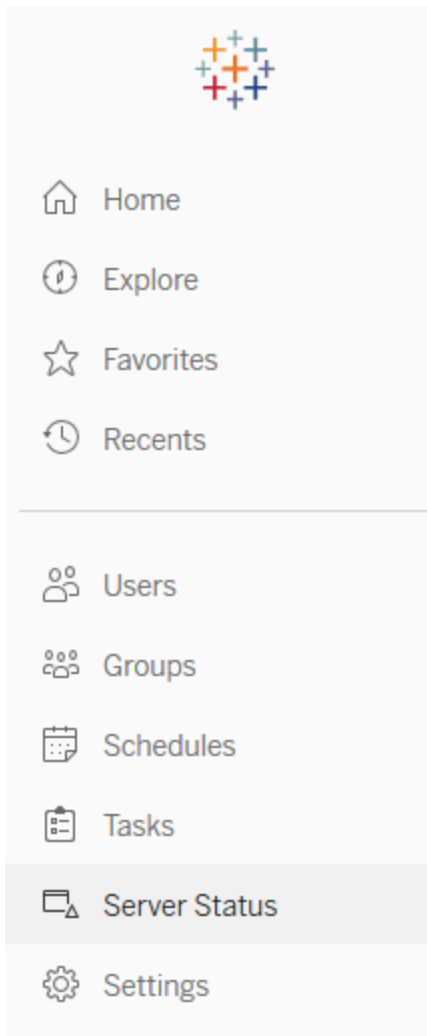 Home
Explore
Favorites
Recents
Users
Groups
Schedules
Tasks
Server Status
Settings